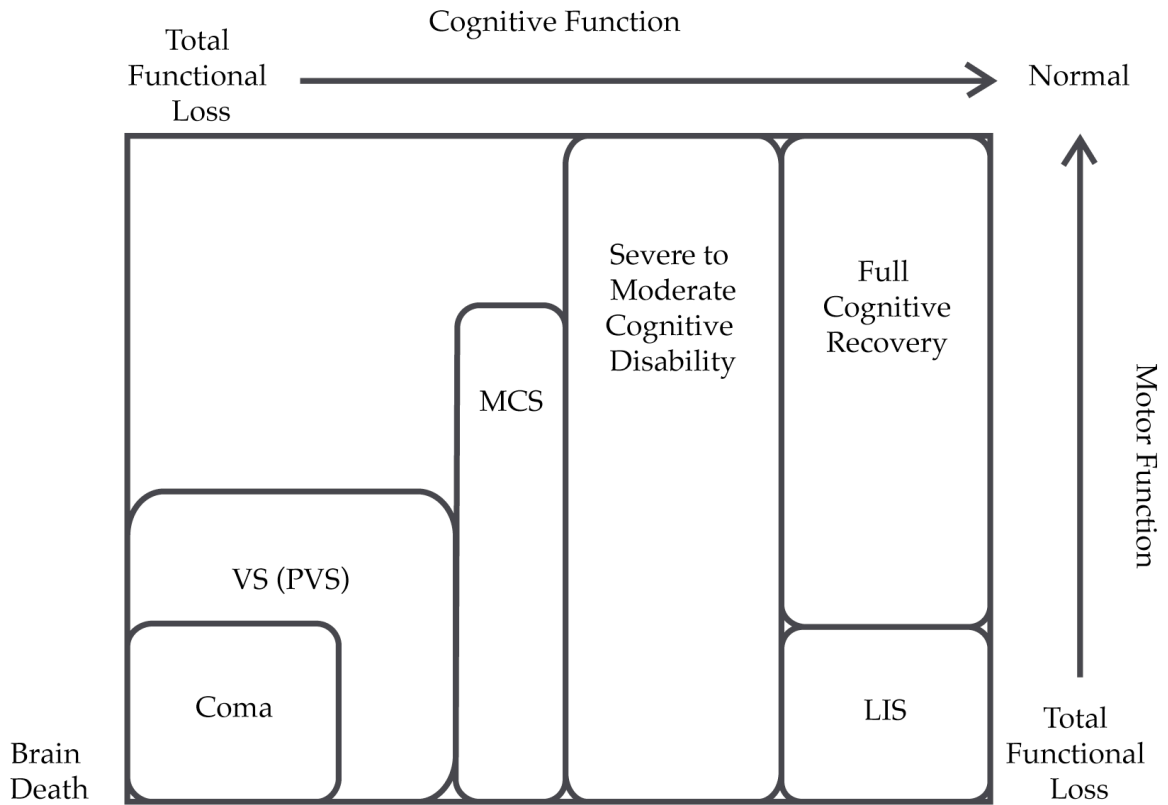 Cognitive Function
Total
Functional
Loss
Normal
Severe to
Moderate
Cognitive
Disability
Full
Cognitive
Recovery
MCS
Motor Function
VS (PVS)
Coma
LIS
Brain
Death
Total
Functional
Loss